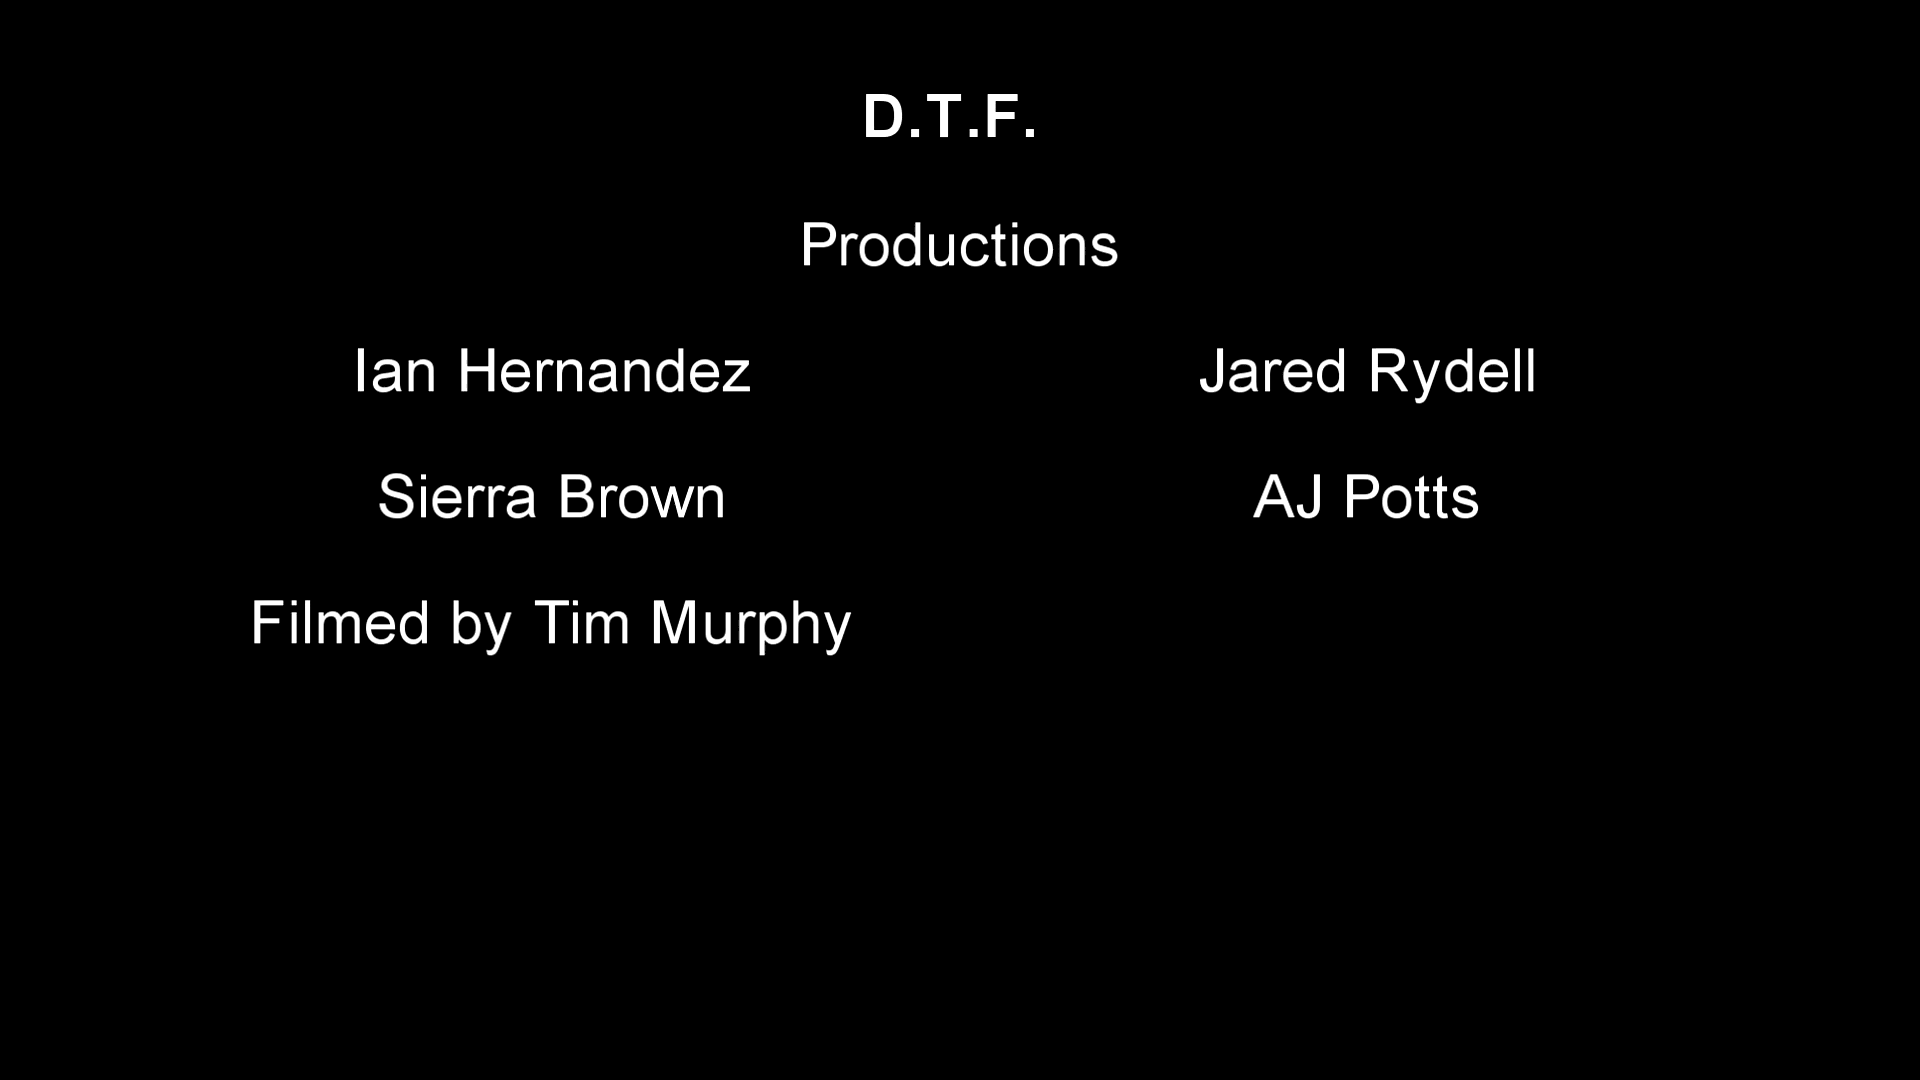 D.T.F.
Productions
Ian Hernandez Jared Rydell
Sierra Brown AJ Potts
Filmed by Tim Murphy